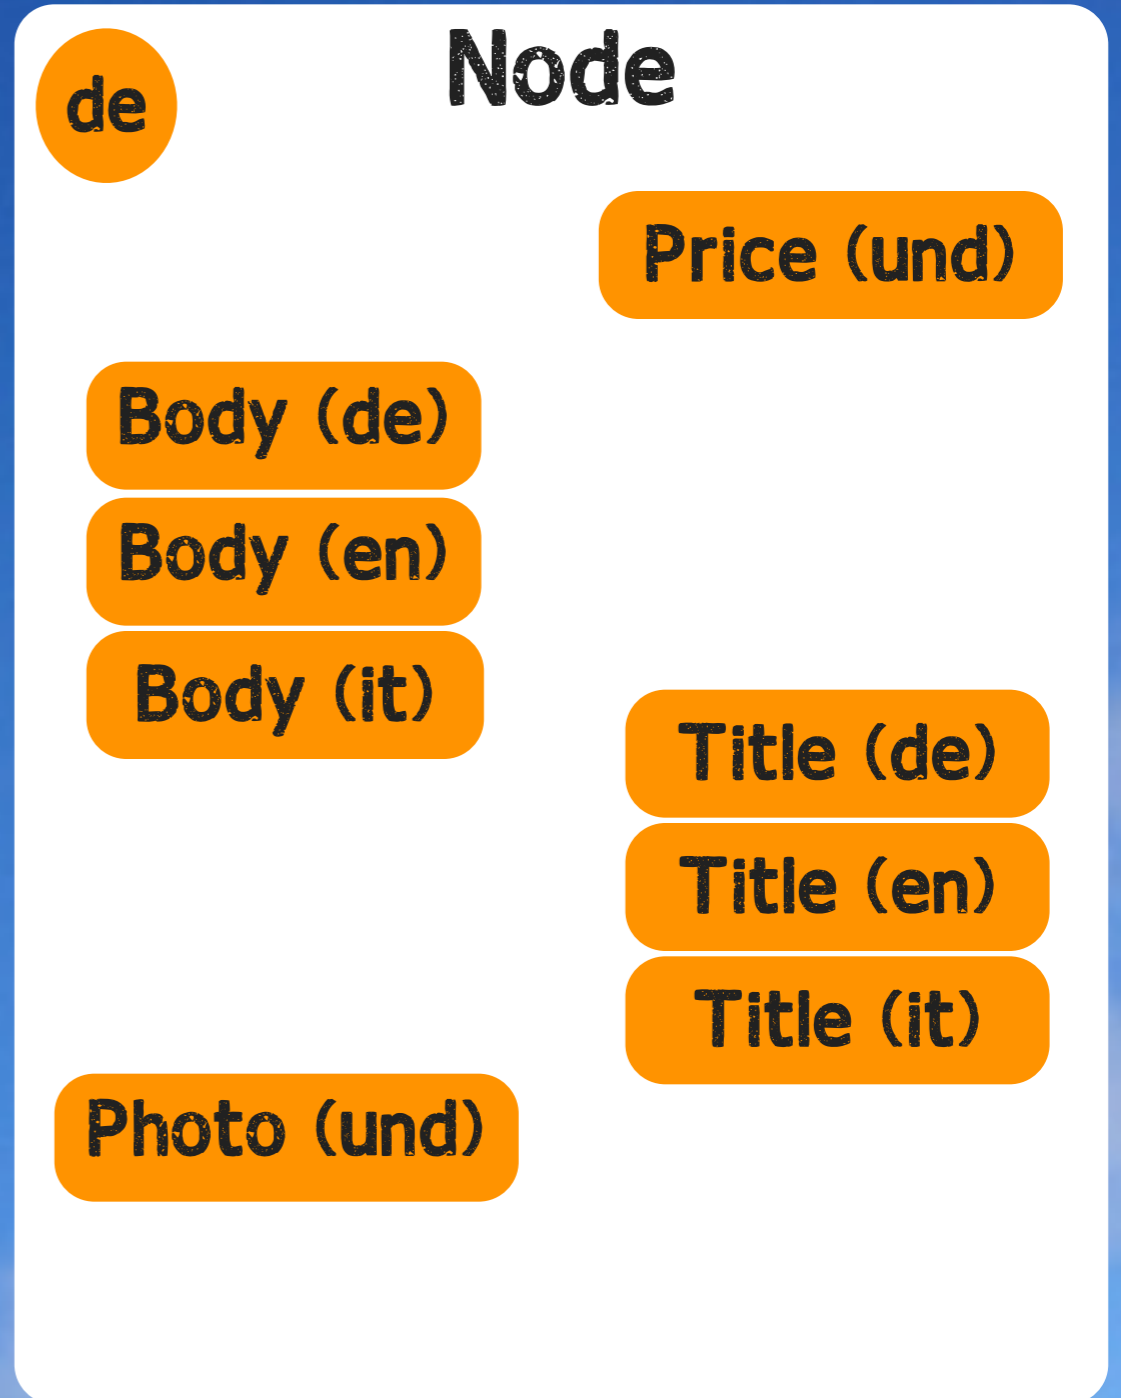 Node
de
Price (und)
Body (de)
Body (en)
Body (it)
Title (de)
Title (en)
Title (it)
Photo (und)